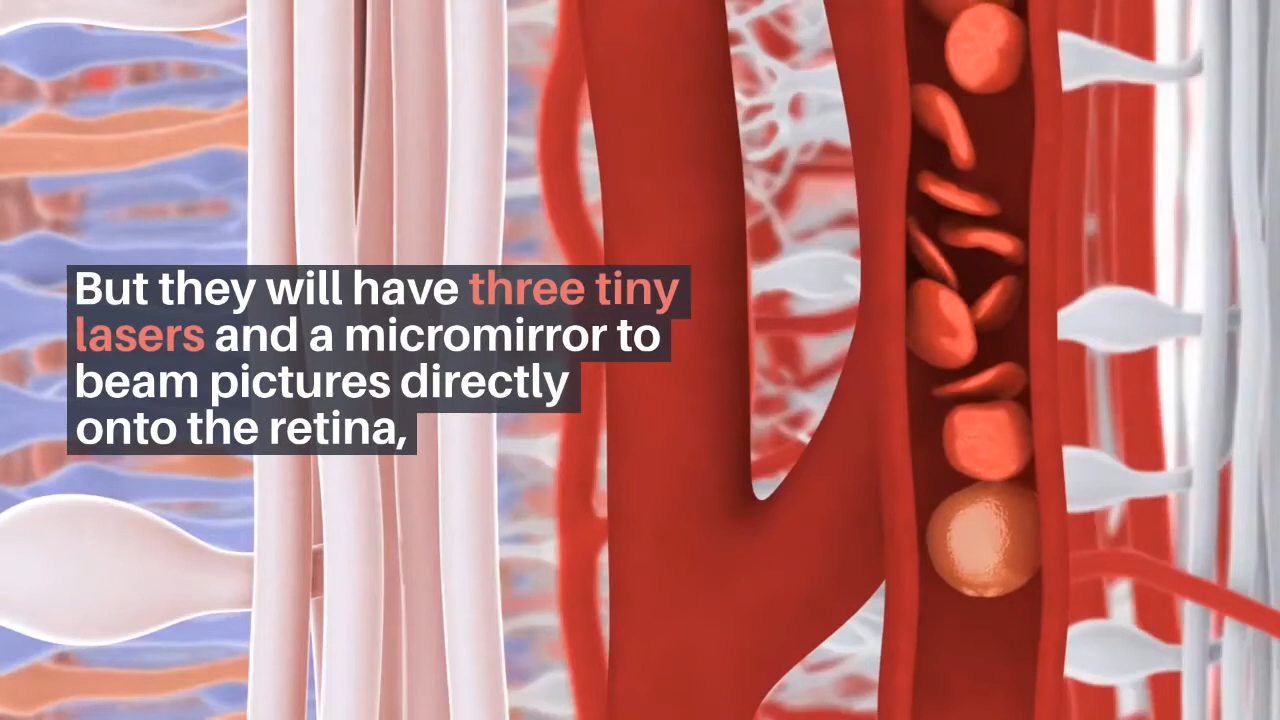 But they will have three tiny
lasers and a micromirror to
beam pictures directly
onto the retina,